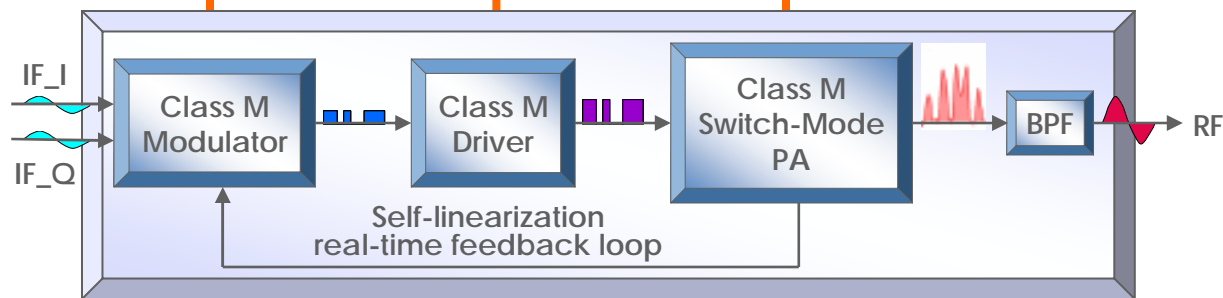 IF_I
IF_Q
Class M
Modulator
Class M
Driver
Class M
Switch-Mode
PA
BPF
RF
Self-linearization
real-time feedback loop